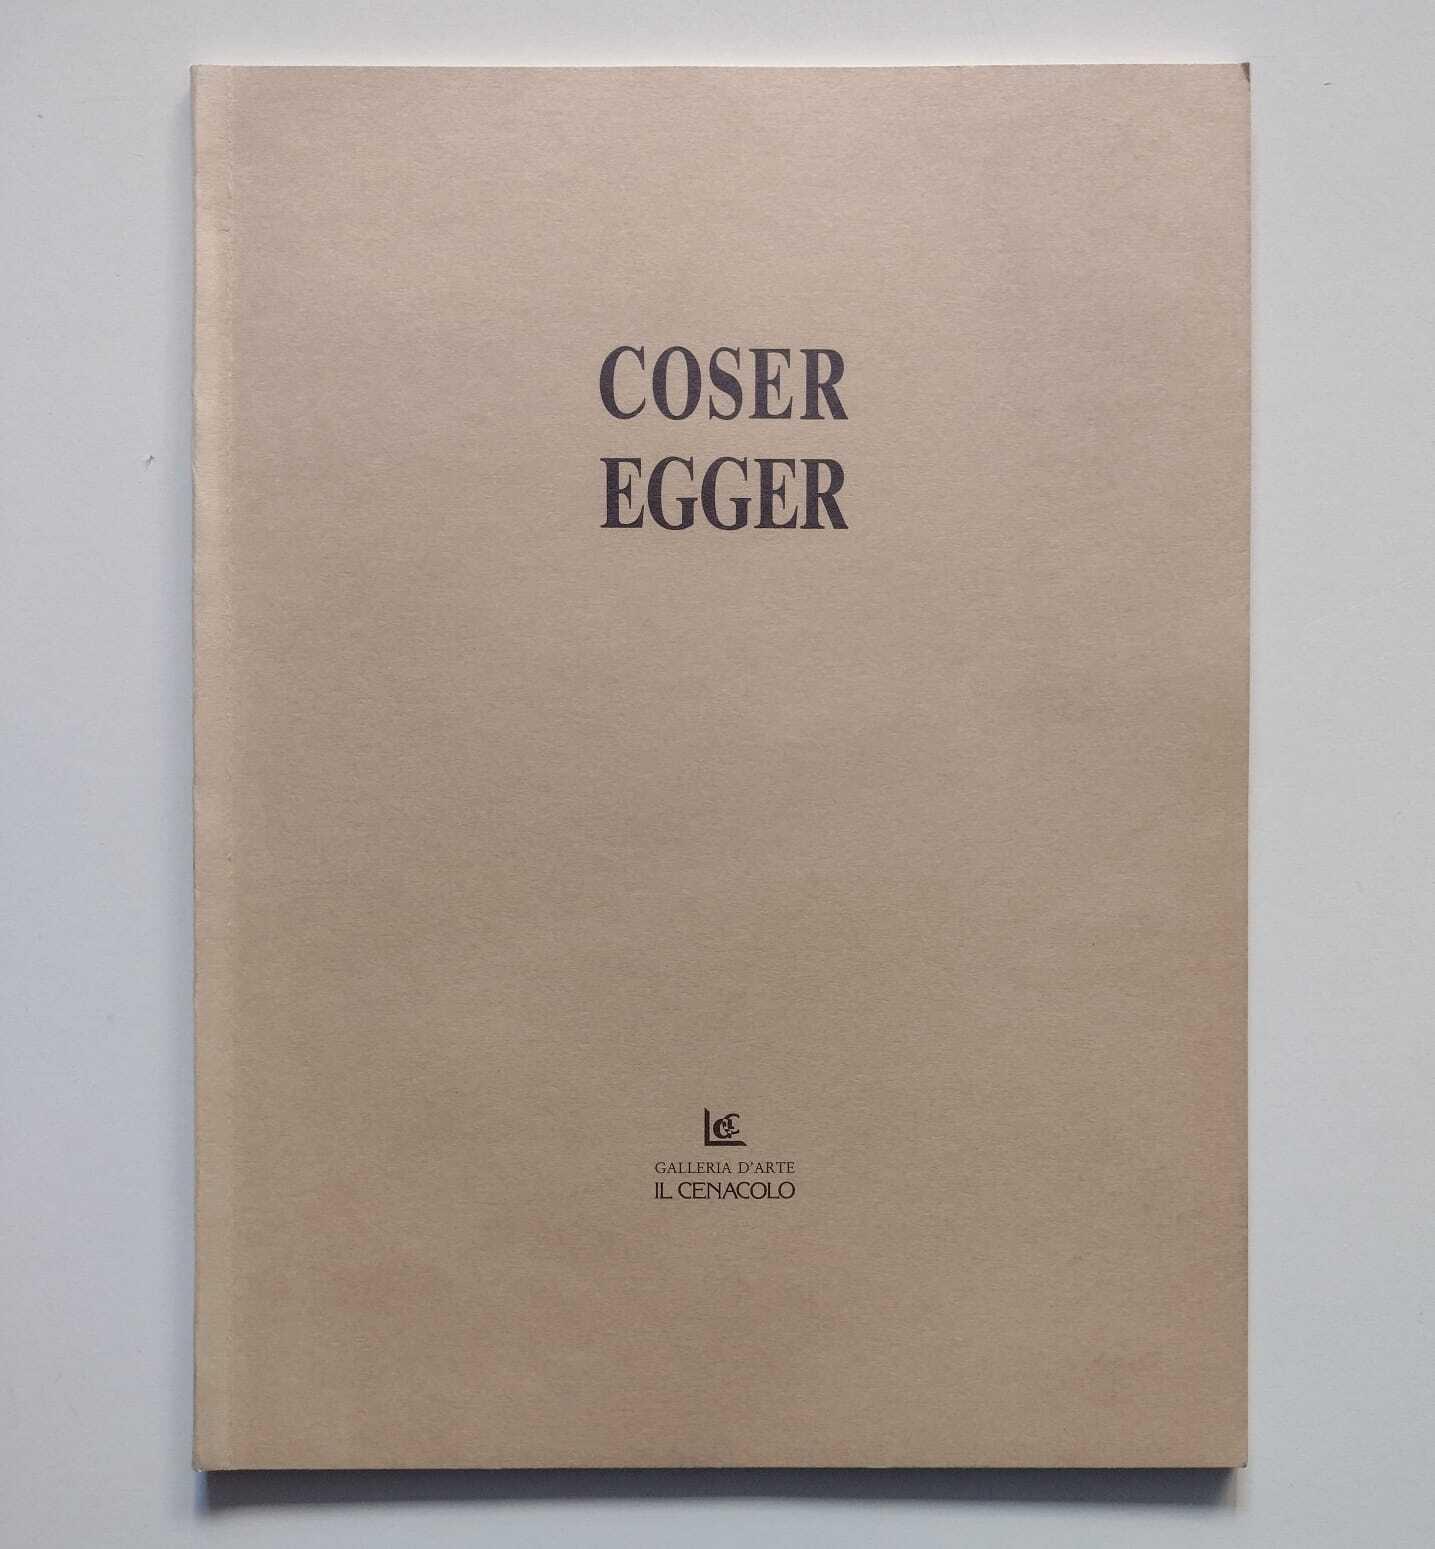 COSER
EGGER
GALLERIA D'ARTE
IL CENACOLO